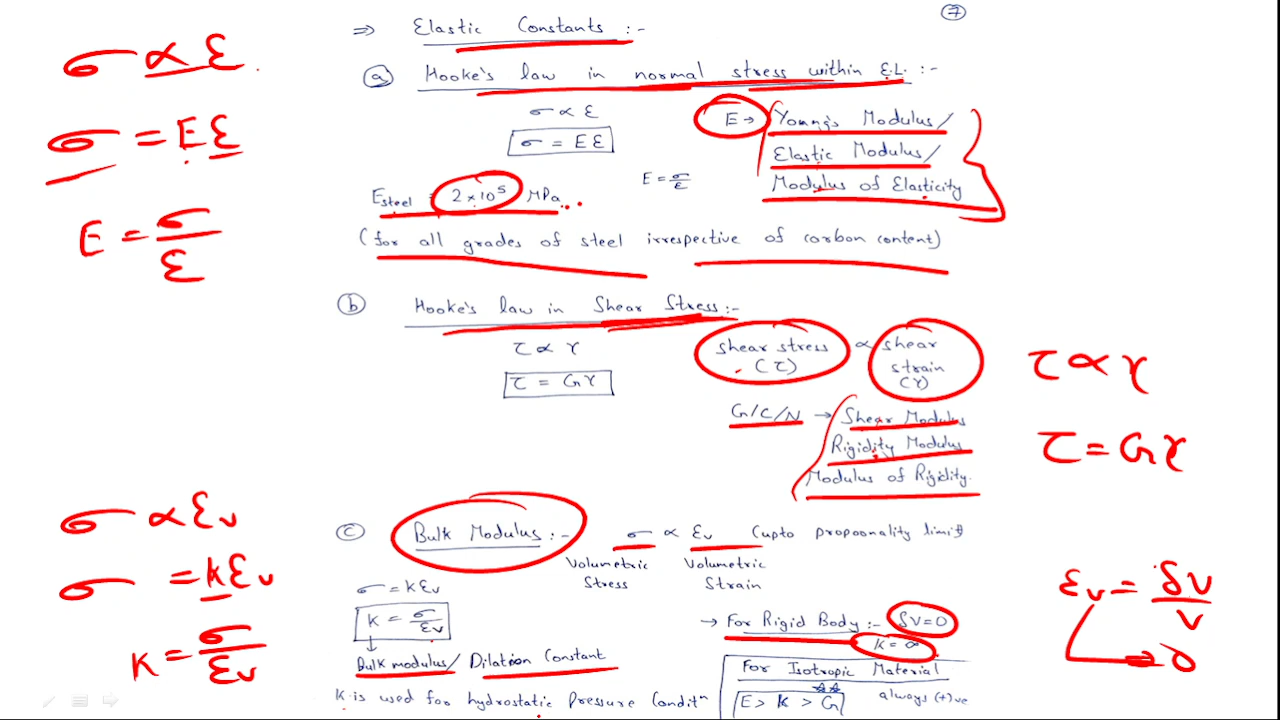 ⑦
⇒ Elastic Constants :-
σ ∝ ε
ⓐ Hooke's law in normal stress within E.L. :-
σ ∝ ε
σ = E ε
E → Young's Modulus/
Elastic Modulus/
Modulus of Elasticity
σ = E ε
E = σ/ε
E = σ/ε
Esteel = 2 × 10⁵ MPa
(for all grades of steel irrespective of carbon content)
ⓑ Hooke's law in Shear Stress :-
τ ∝ γ
τ = Gγ
shear stress (τ) ∝ shear strain (γ)
τ ∝ γ
τ = Gγ
G/C/N → Shear Modulus
Rigidity Modulus
Modulus of Rigidity.
ⓒ Bulk Modulus :- σ ∝ εv (upto propoonality limit)
Volumetric Stress
Volumetric Strain
σ ∝ εv
σ = kεv
K = σ/εv
σ = kεv
K = σ/εv
Bulk modulus/ Dilation Constant
K is used for hydrostatic Pressure Conditⁿ
→ For Rigid Body :- δV=0
K = ∞
εv = δV/V
→ 0
For Isotropic Material
E > K > G
always (+)ve